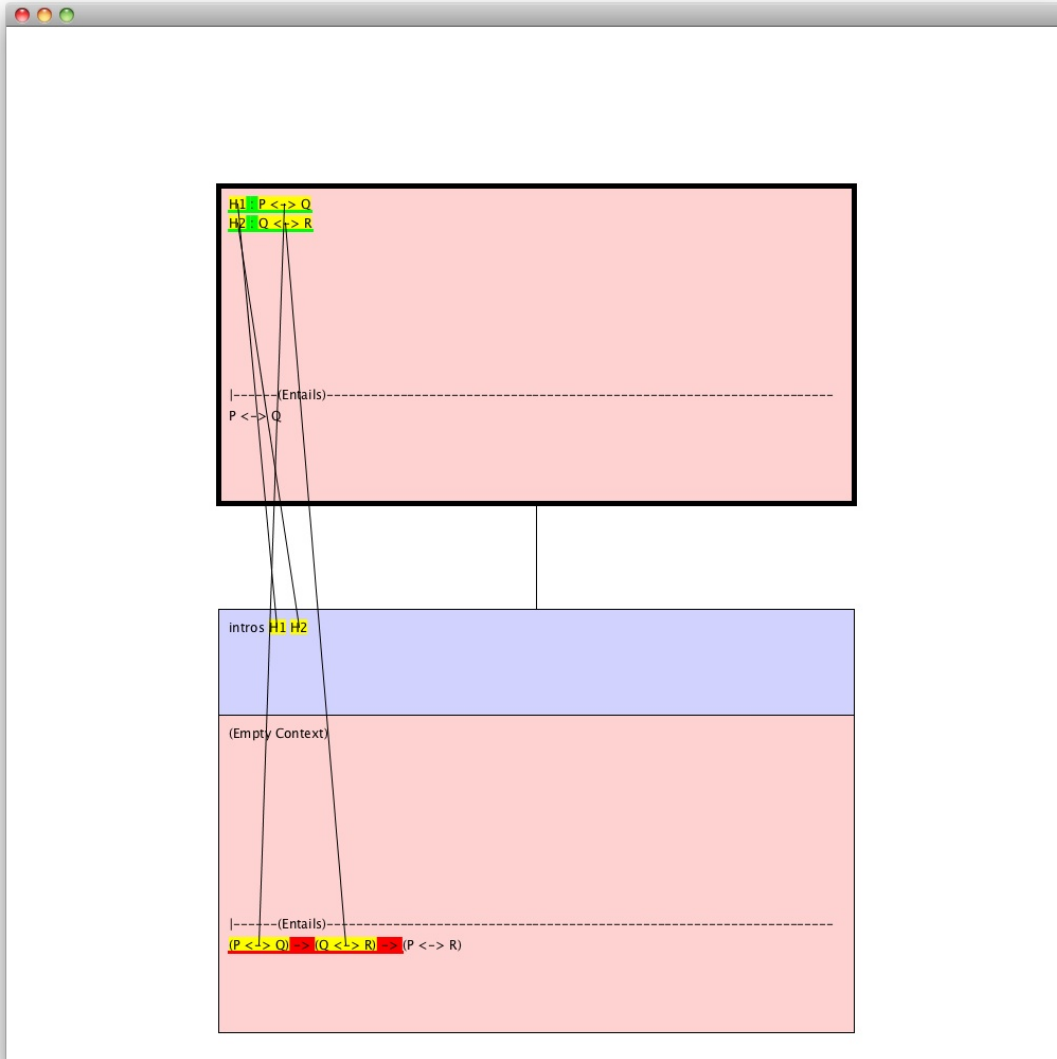 H1 : P <-> Q
H2 : Q <-> R
|------(Entails)--------------------------------------------------------------------
P <-> Q
intros H1 H2
(Empty Context)
|------(Entails)--------------------------------------------------------------------
(P <-> Q) -> (Q <-> R) -> (P <-> R)